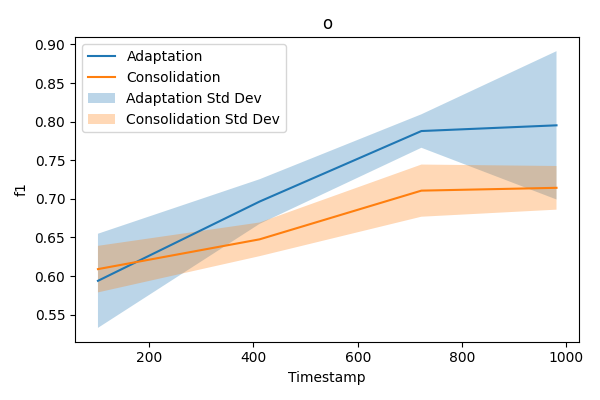 o
0.90
0.85
0.80
0.75
0.70
0.65
0.60
0.55
f1
Adaptation
Consolidation
Adaptation Std Dev
Consolidation Std Dev
200
400
600
800
1000
Timestamp